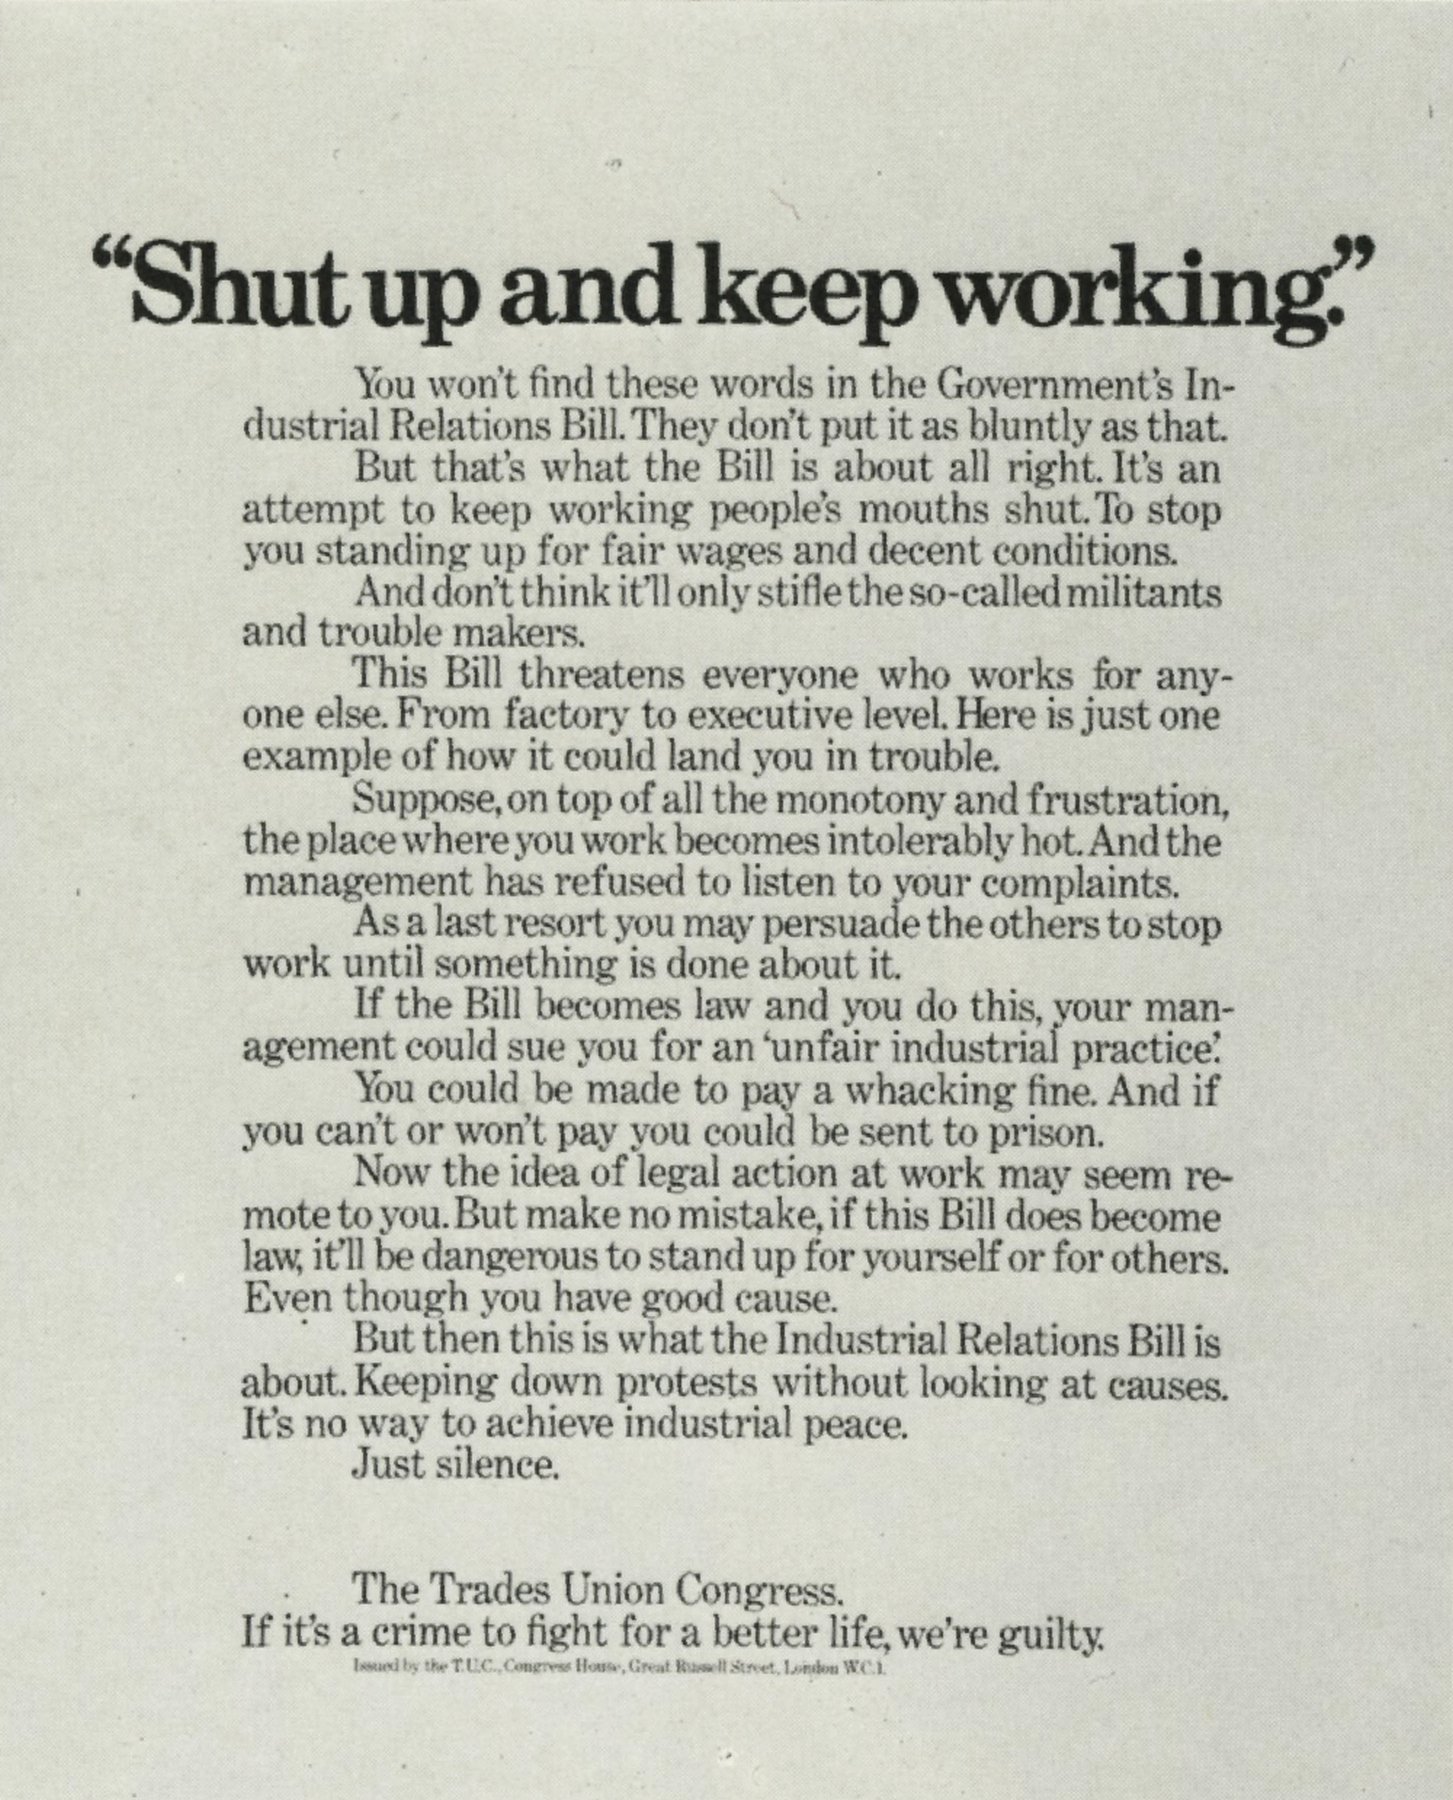 “Shut up and keep working.”
You won’t find these words in the Government’s In-
dustrial Relations Bill. They don’t put it as bluntly as that.
But that’s what the Bill is about all right. It’s an
attempt to keep working people’s mouths shut. To stop
you standing up for fair wages and decent conditions.
And don’t think it’ll only stifle the so-called militants
and trouble makers.
This Bill threatens everyone who works for any-
one else. From factory to executive level. Here is just one
example of how it could land you in trouble.
Suppose, on top of all the monotony and frustration,
the place where you work becomes intolerably hot. And the
management has refused to listen to your complaints.
As a last resort you may persuade the others to stop
work until something is done about it.
If the Bill becomes law and you do this, your man-
agement could sue you for an ‘unfair industrial practice’.
You could be made to pay a whacking fine. And if
you can’t or won’t pay you could be sent to prison.
Now the idea of legal action at work may seem re-
mote to you. But make no mistake, if this Bill does become
law, it’ll be dangerous to stand up for yourself or for others.
Even though you have good cause.
But then this is what the Industrial Relations Bill is
about. Keeping down protests without looking at causes.
It’s no way to achieve industrial peace.
Just silence.
The Trades Union Congress.
If it’s a crime to fight for a better life, we’re guilty.
Issued by the T.U.C., Congress House, Great Russell Street, London W.C.1.